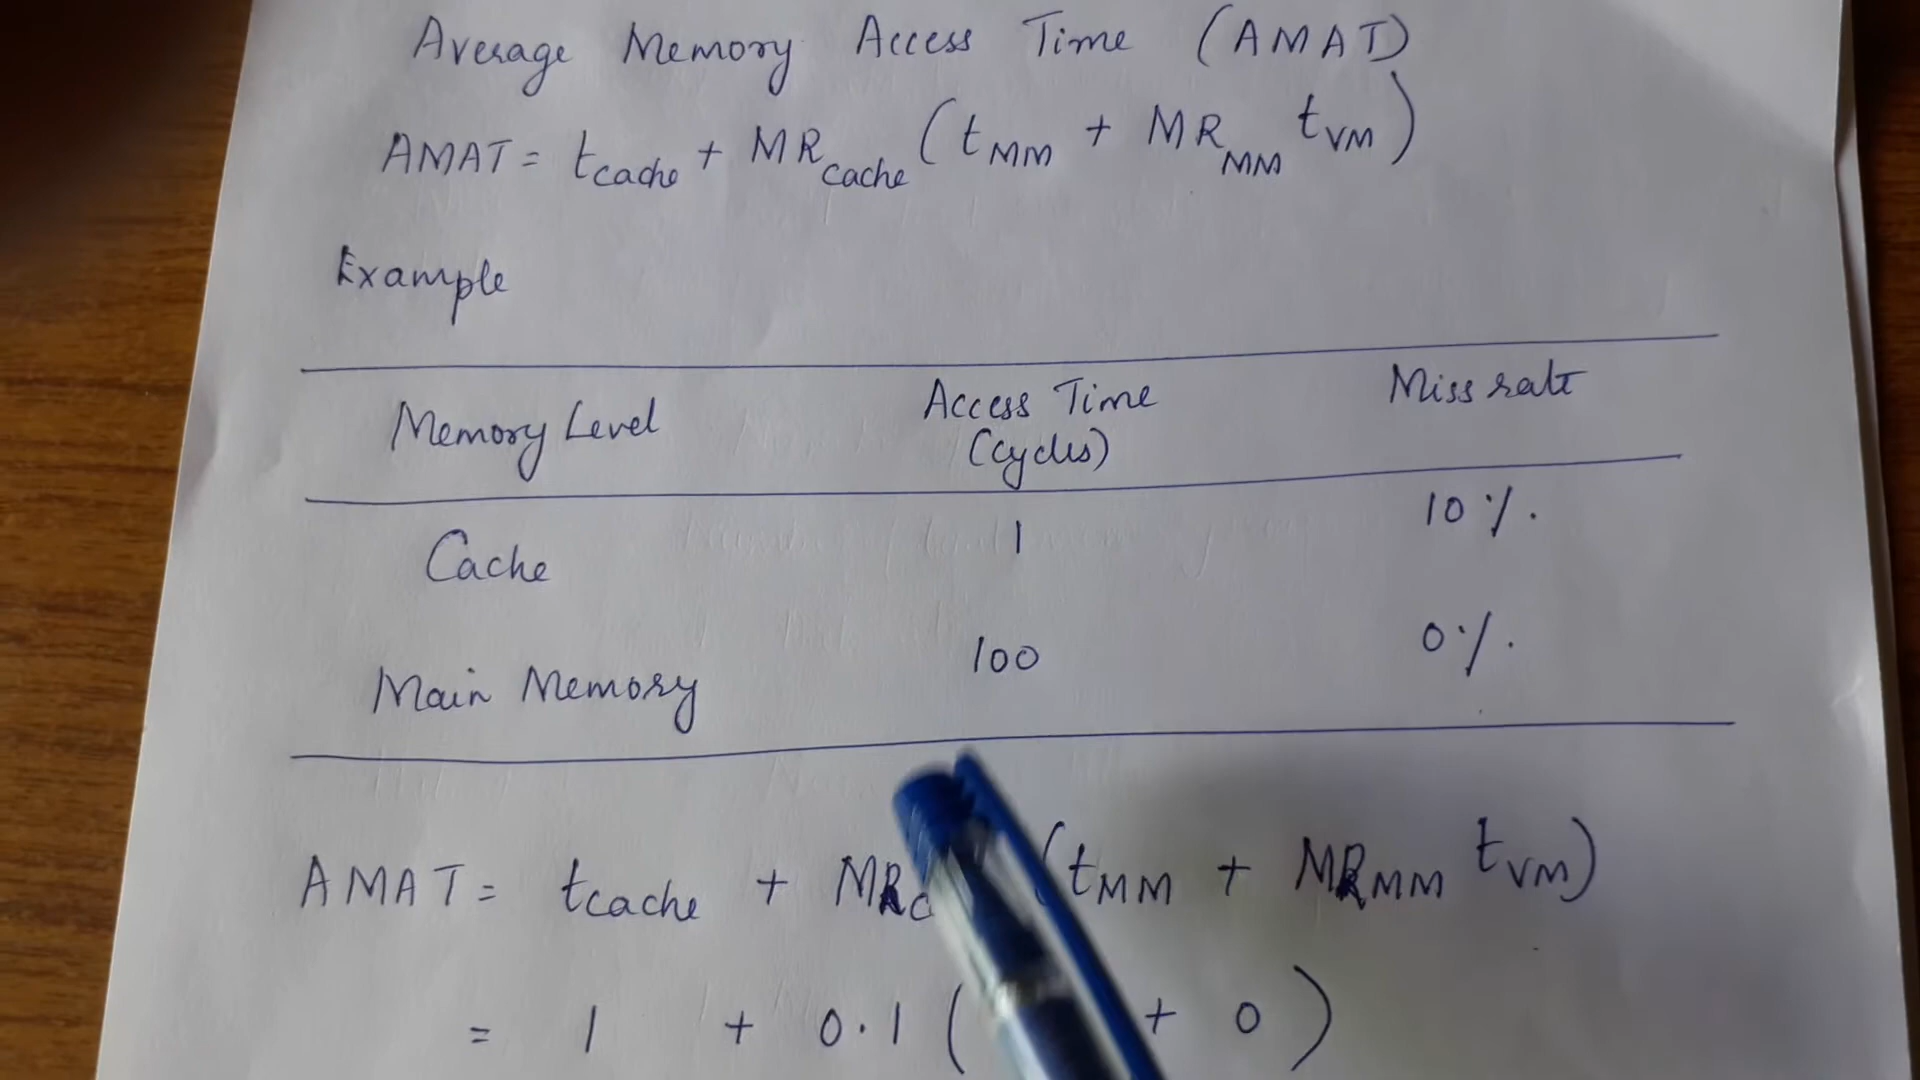 Average Memory Access Time (AMAT)
AMAT = tcache + MRcache (tMM + MRMM tVM)
Example
Memory Level Access Time (cycles) Miss rate
Cache 1 10%.
Main Memory 100 0%.
AMAT = tcache + MRc (tMM + MRMM tVM)
= 1 + 0.1 ( + 0 )